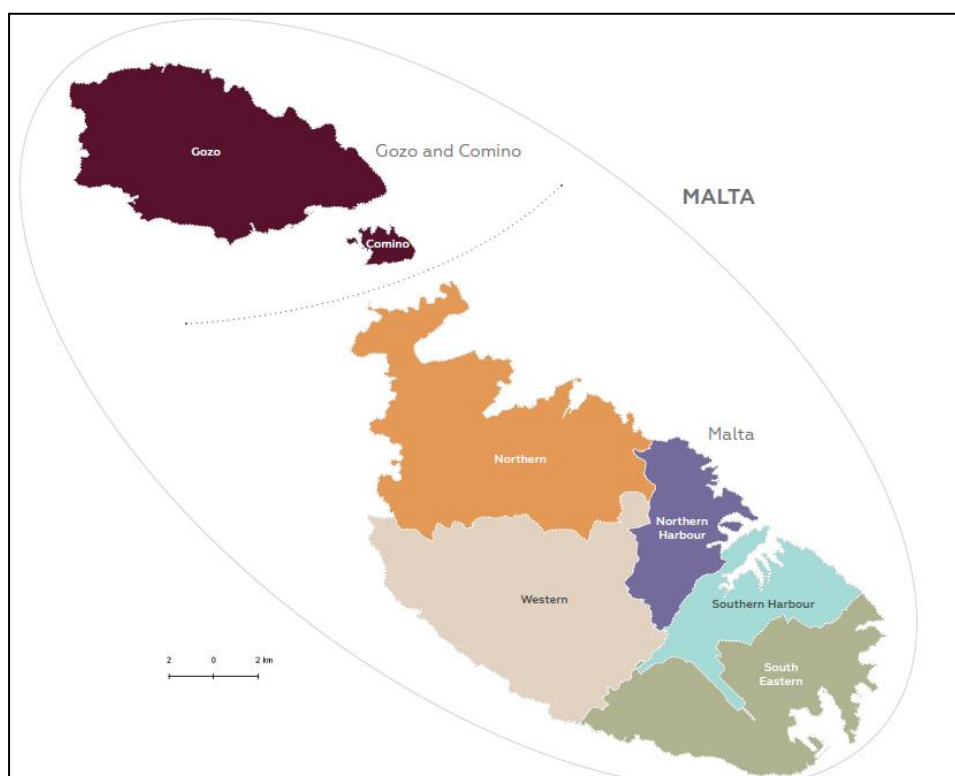 Gozo
Gozo and Comino
MALTA
Comino
Malta
Northern
Northern
Harbour
Western
Southern Harbour
South
Eastern
2 0 2 km